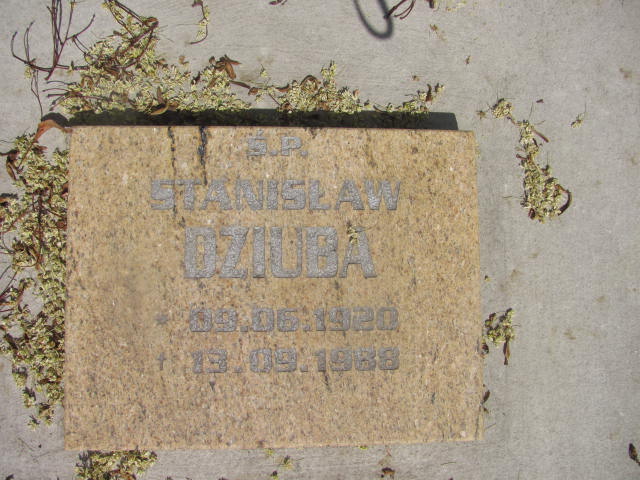 Ś.P.
STANISŁAW
DZIUBA
* 09.06.1920
† 13.09.1988